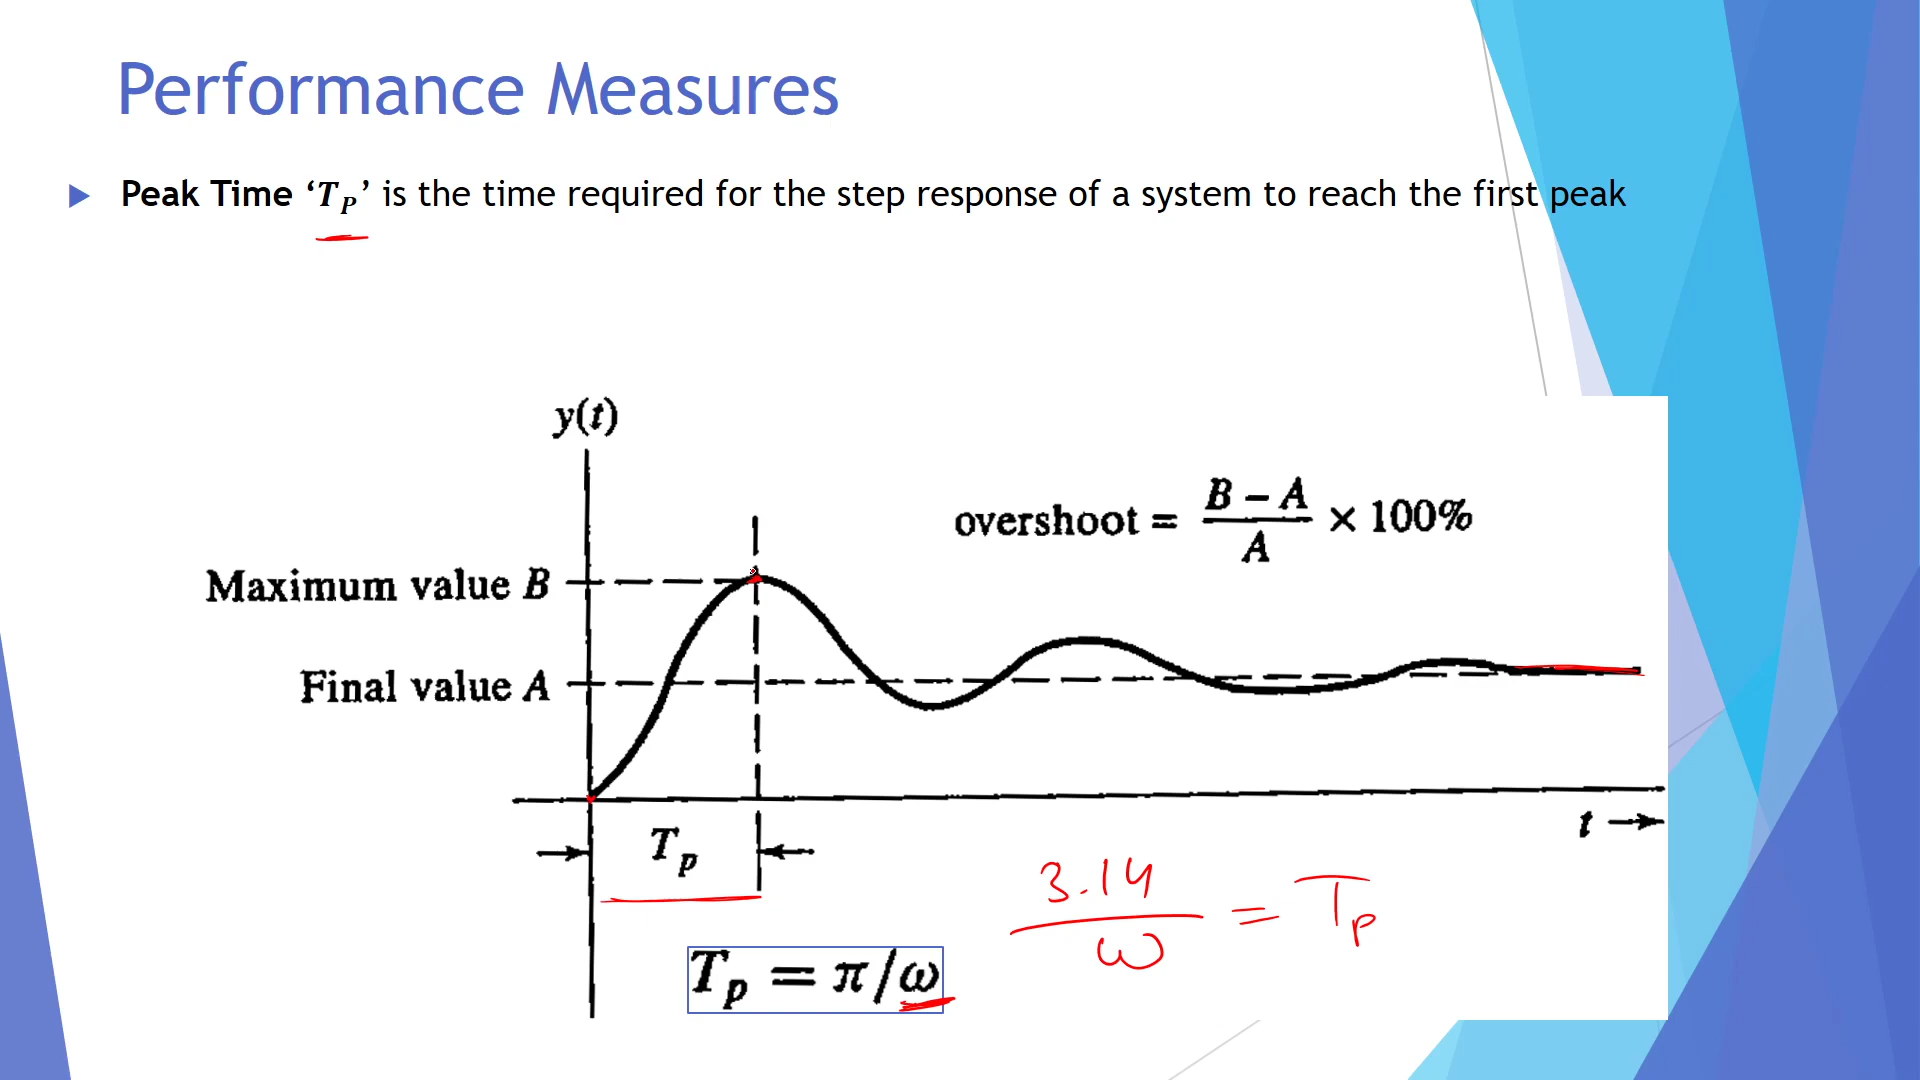 Performance Measures
Peak Time ‘T_P’ is the time required for the step response of a system to reach the first peak
y(t)
overshoot = (B − A)/A × 100%
Maximum value B
Final value A
t →
T_p
3.14/ω = T_p
T_p = π/ω